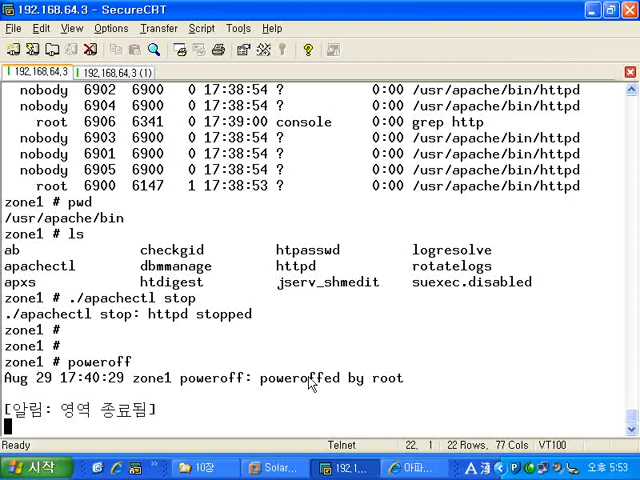 192.168.64.3 - SecureCRT
File Edit View Options Transfer Script Tools Help
192.168.64.3 192.168.64.3 (1)
nobody 6902 6900 0 17:38:54 ? 0:00 /usr/apache/bin/httpd
nobody 6904 6900 0 17:38:54 ? 0:00 /usr/apache/bin/httpd
root 6906 6341 0 17:39:00 console 0:00 grep http
nobody 6903 6900 0 17:38:54 ? 0:00 /usr/apache/bin/httpd
nobody 6901 6900 0 17:38:54 ? 0:00 /usr/apache/bin/httpd
nobody 6905 6900 0 17:38:54 ? 0:00 /usr/apache/bin/httpd
root 6900 6147 1 17:38:53 ? 0:00 /usr/apache/bin/httpd
zone1 # pwd
/usr/apache/bin
zone1 # ls
ab checkgid htpasswd logresolve
apachectl dbmmanage httpd rotatelogs
apxs htdigest jserv_shmedit suexec.disabled
zone1 # ./apachectl stop
./apachectl stop: httpd stopped
zone1 #
zone1 #
zone1 # poweroff
Aug 29 17:40:29 zone1 poweroff: poweroffed by root
[알림: 영역 종료됨]
Ready Telnet 22, 1 22 Rows, 77 Cols VT100
시작 10장 Solar... 192,1... 아파... A 漢 오후 5:53